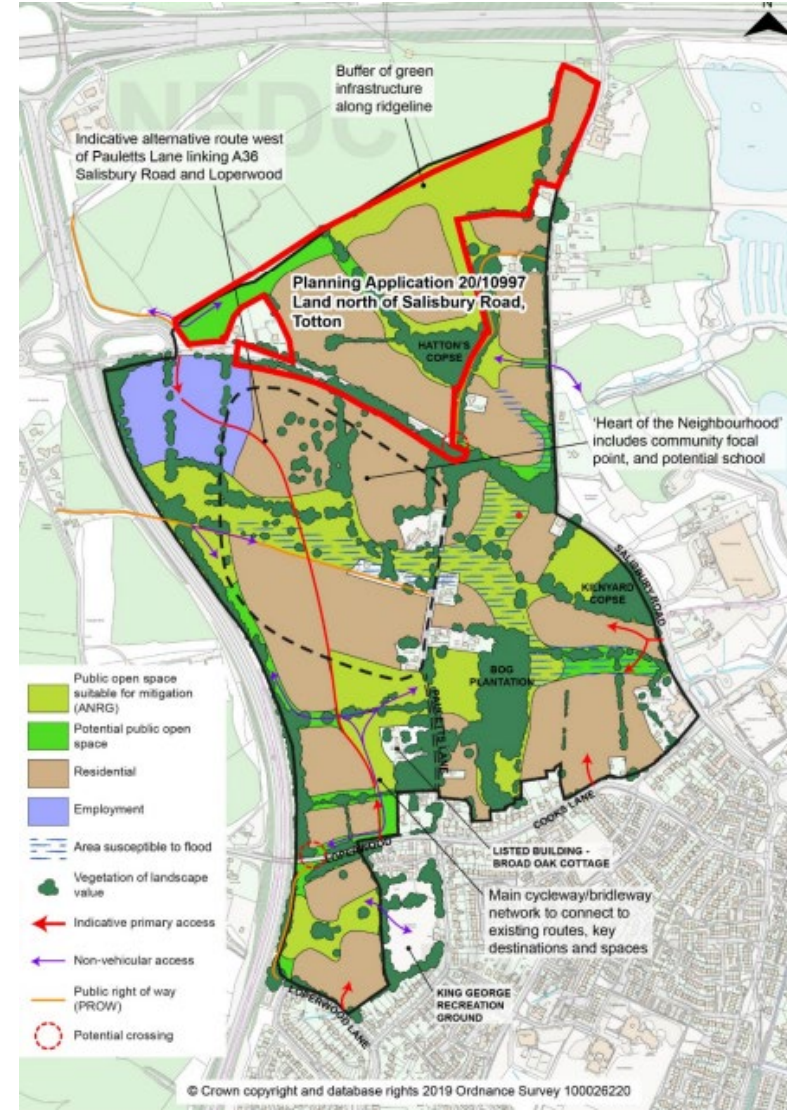 N
NFDC
Buffer of green
infrastructure
along ridgeline
Indicative alternative route west
of Pauletts Lane linking A36
Salisbury Road and Loperwood
Planning Application 20/10997
Land north of Salisbury Road,
Totton
HATTON'S
COPSE
'Heart of the Neighbourhood'
includes community focal
point, and potential school
SALISBURY ROAD
KILNYARD
COPSE
BOG
PLANTATION
PAULETTS LANE
COOKS LANE
LOPERWOOD
LISTED BUILDING -
BROAD OAK COTTAGE
Main cycleway/bridleway
network to connect to
existing routes, key
destinations and spaces
KING GEORGE
RECREATION
GROUND
LOPERWOOD LANE
Public open space
suitable for mitigation
(ANRG)
Potential public open
space
Residential
Employment
Area susceptible to flood
Vegetation of landscape
value
Indicative primary access
Non-vehicular access
Public right of way
(PROW)
Potential crossing
© Crown copyright and database rights 2019 Ordnance Survey 100026220